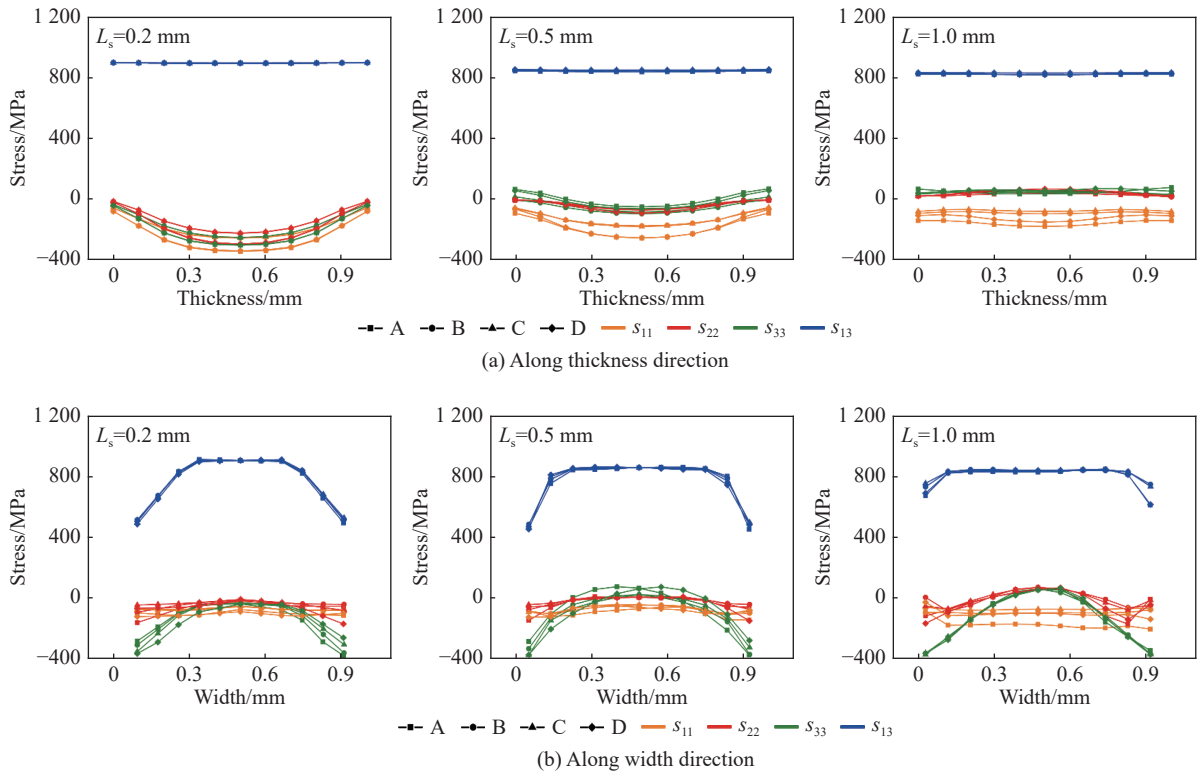 1 200
800
400
0
−400
Stress/MPa
Lₛ=0.2 mm
0
0.3
0.6
0.9
Thickness/mm
1 200
800
400
0
−400
Stress/MPa
Lₛ=0.5 mm
0
0.3
0.6
0.9
Thickness/mm
1 200
800
400
0
−400
Stress/MPa
Lₛ=1.0 mm
0
0.3
0.6
0.9
Thickness/mm
A B C D s₁₁ s₂₂ s₃₃ s₁₃
(a) Along thickness direction
1 200
800
400
0
−400
Stress/MPa
Lₛ=0.2 mm
0
0.3
0.6
0.9
Width/mm
1 200
800
400
0
−400
Stress/MPa
Lₛ=0.5 mm
0
0.3
0.6
0.9
Width/mm
1 200
800
400
0
−400
Stress/MPa
Lₛ=1.0 mm
0
0.3
0.6
0.9
Width/mm
A B C D s₁₁ s₂₂ s₃₃ s₁₃
(b) Along width direction